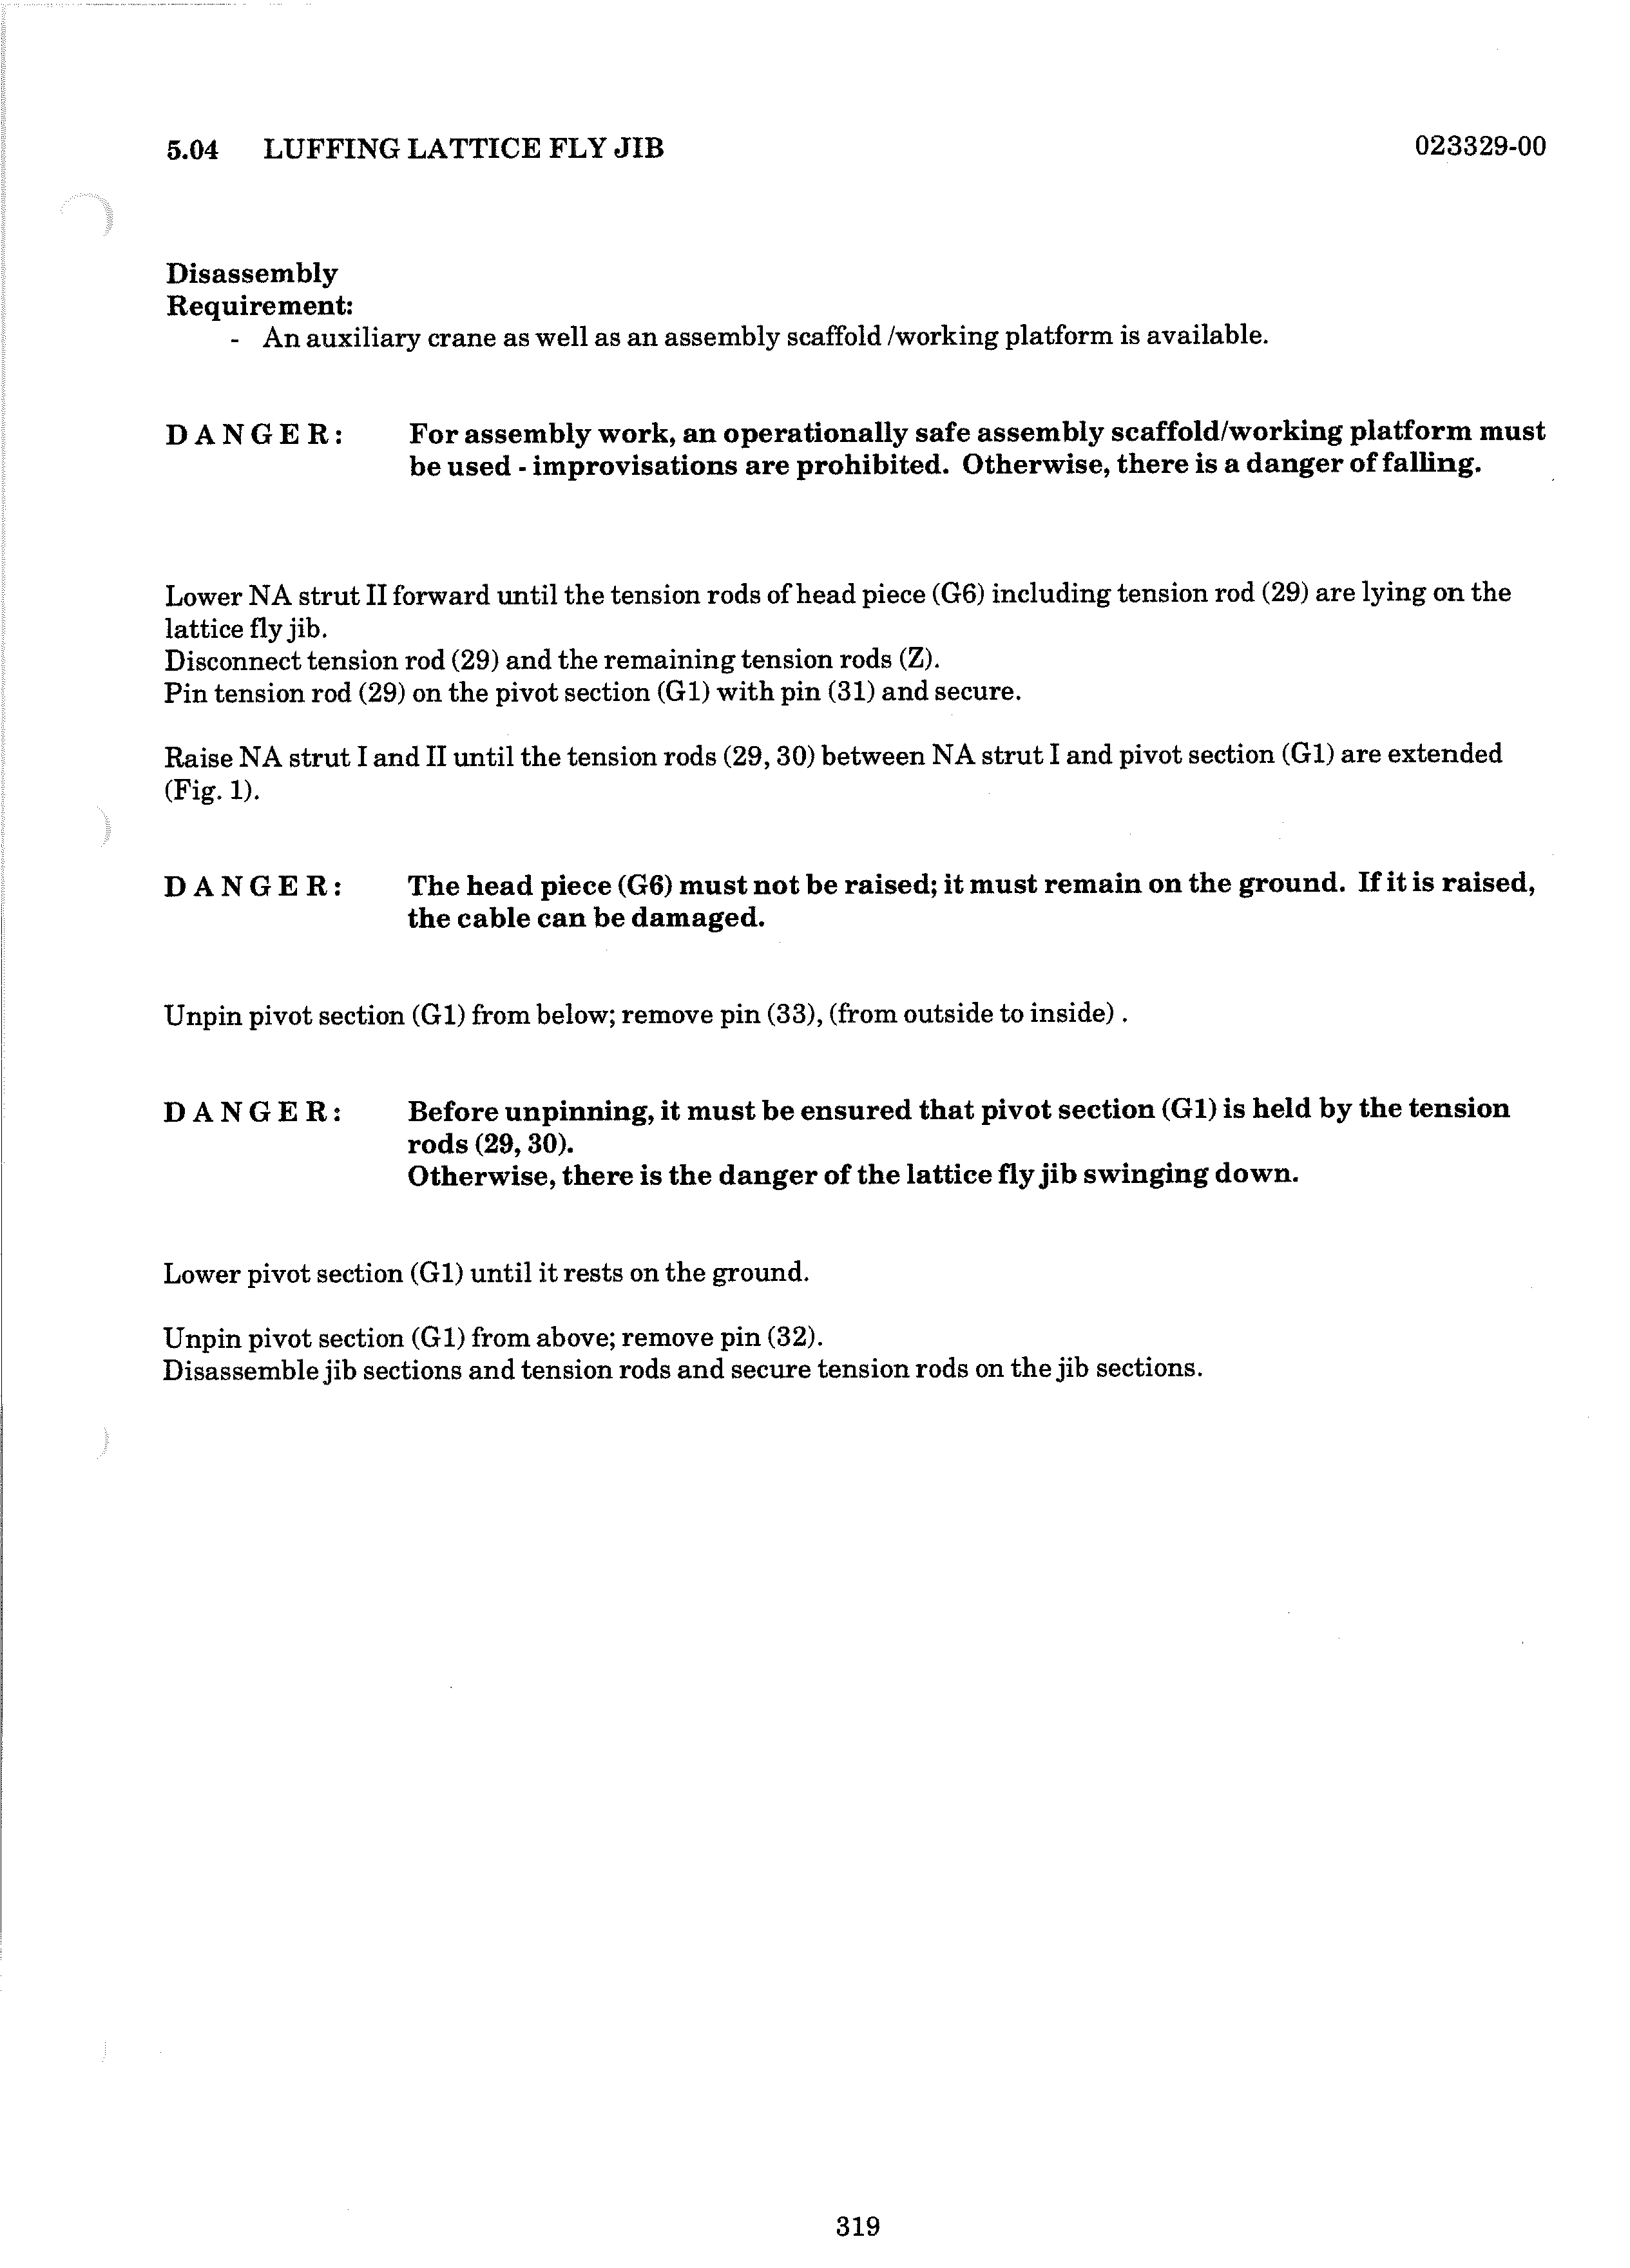 5.04 LUFFING LATTICE FLY JIB 023329-00
Disassembly
Requirement:
- An auxiliary crane as well as an assembly scaffold /working platform is available.
D A N G E R : For assembly work, an operationally safe assembly scaffold/working platform must
be used - improvisations are prohibited. Otherwise, there is a danger of falling.
Lower NA strut II forward until the tension rods of head piece (G6) including tension rod (29) are lying on the
lattice fly jib.
Disconnect tension rod (29) and the remaining tension rods (Z).
Pin tension rod (29) on the pivot section (G1) with pin (31) and secure.
Raise NA strut I and II until the tension rods (29, 30) between NA strut I and pivot section (G1) are extended
(Fig. 1).
D A N G E R : The head piece (G6) must not be raised; it must remain on the ground. If it is raised,
the cable can be damaged.
Unpin pivot section (G1) from below; remove pin (33), (from outside to inside) .
D A N G E R : Before unpinning, it must be ensured that pivot section (G1) is held by the tension
rods (29, 30).
Otherwise, there is the danger of the lattice fly jib swinging down.
Lower pivot section (G1) until it rests on the ground.
Unpin pivot section (G1) from above; remove pin (32).
Disassemble jib sections and tension rods and secure tension rods on the jib sections.
319